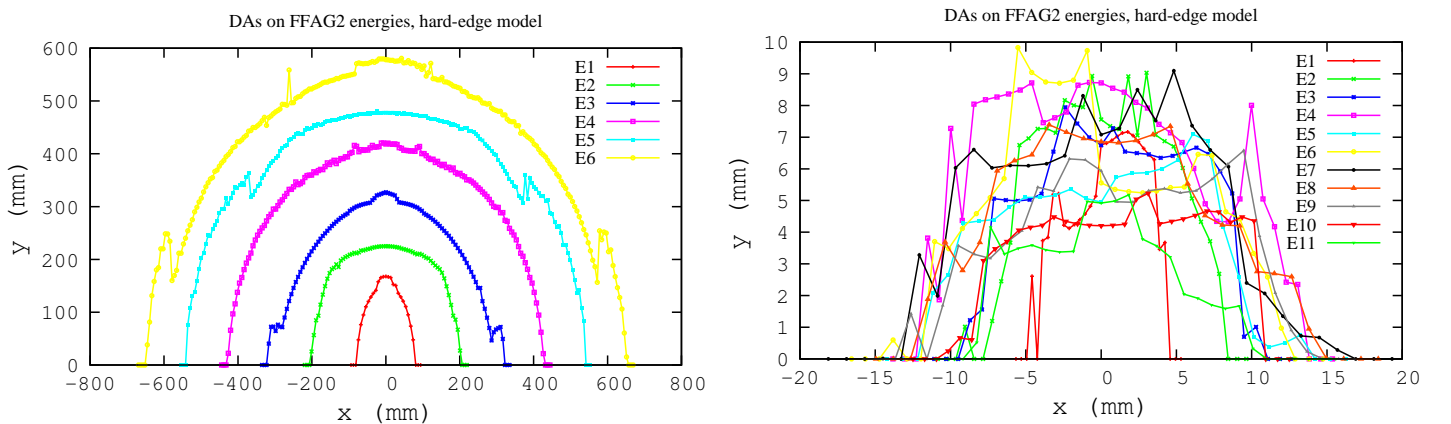 DAs on FFAG2 energies, hard-edge model
600
500
400
300
200
100
0
-800
-600
-400
-200
0
200
400
600
800
y (mm)
x (mm)
E1
E2
E3
E4
E5
E6
DAs on FFAG2 energies, hard-edge model
10
9
8
7
6
5
4
3
2
1
0
-20
-15
-10
-5
0
5
10
15
20
y (mm)
x (mm)
E1
E2
E3
E4
E5
E6
E7
E8
E9
E10
E11